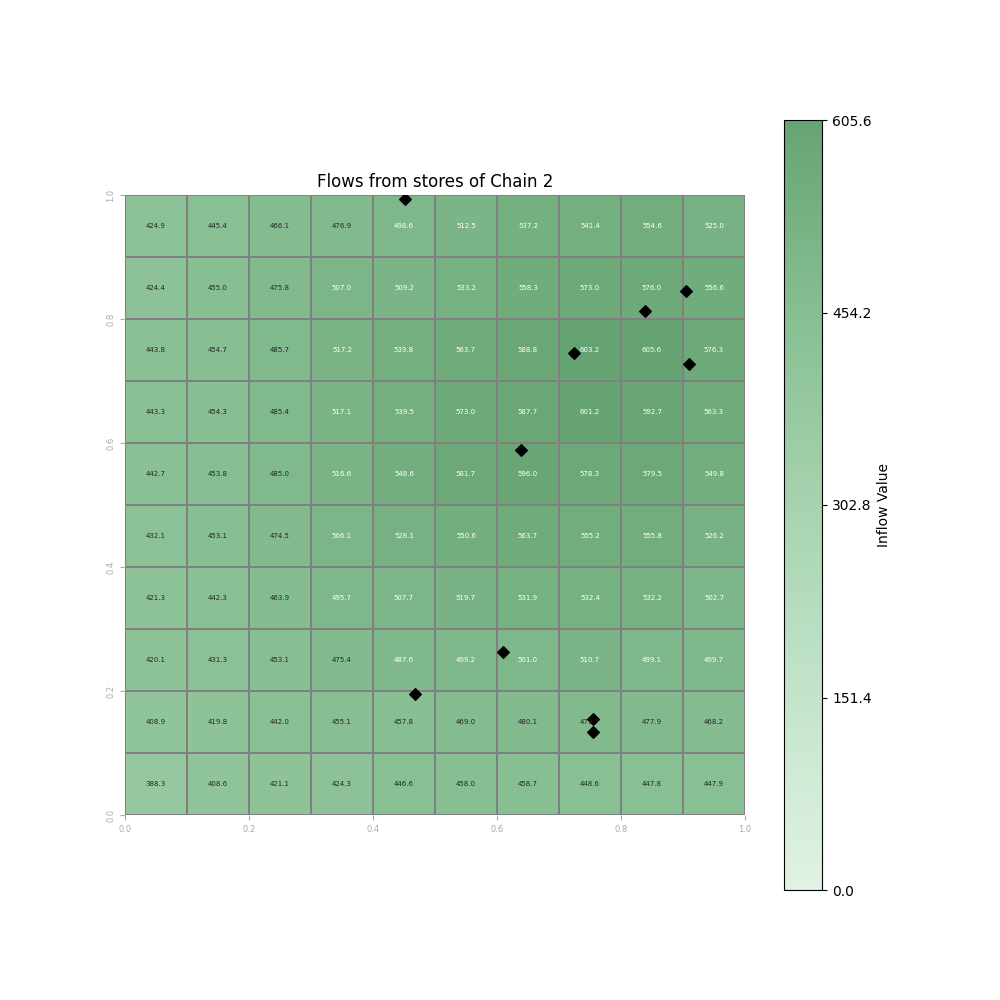 Flows from stores of Chain 2
1.0
424.9 445.4 466.1 476.9 498.6 512.5 537.2 541.4 554.6 525.0
424.4 455.0 475.8 507.0 509.2 533.2 558.3 573.0 576.0 556.6
0.8
443.8 454.7 485.7 517.2 539.8 563.7 588.8 603.2 605.6 576.3
443.3 454.3 485.4 517.1 539.5 573.0 587.7 601.2 592.7 563.3
0.6
442.7 453.8 485.0 516.6 548.6 581.7 596.0 578.3 579.5 549.8
432.1 453.1 474.5 506.1 528.1 550.6 563.7 555.2 555.8 526.2
0.4
421.3 442.3 463.9 495.7 507.7 519.7 531.9 532.4 532.2 502.7
420.1 431.3 453.1 475.4 487.6 499.2 501.0 510.7 499.1 499.7
0.2
408.9 419.8 442.0 455.1 457.8 469.0 480.1 477.9 468.2
388.3 408.6 421.1 424.3 446.6 458.0 458.7 448.6 447.8 447.9
0.0
0.0 0.2 0.4 0.6 0.8 1.0
605.6
454.2
302.8
151.4
0.0
Inflow Value